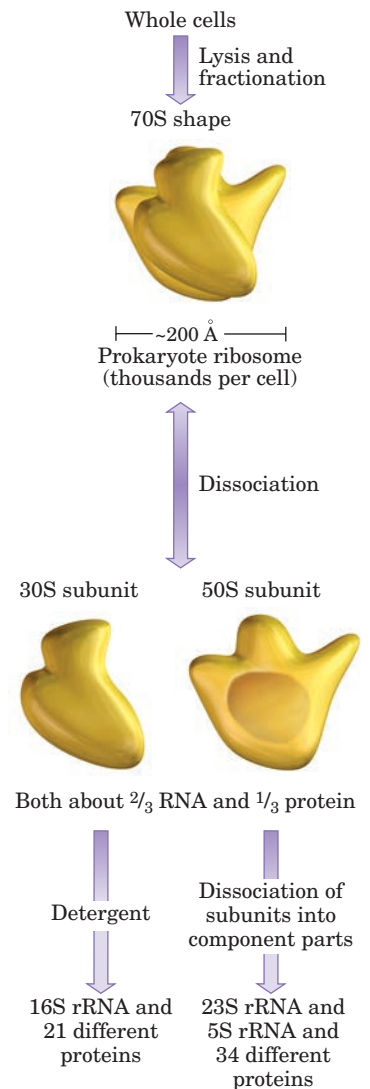 Whole cells
Lysis and
fractionation
70S shape
~200 Å
Prokaryote ribosome
(thousands per cell)
Dissociation
30S subunit
50S subunit
Both about 2/3 RNA and 1/3 protein
Detergent
Dissociation of
subunits into
component parts
16S rRNA and
21 different
proteins
23S rRNA and
5S rRNA and
34 different
proteins